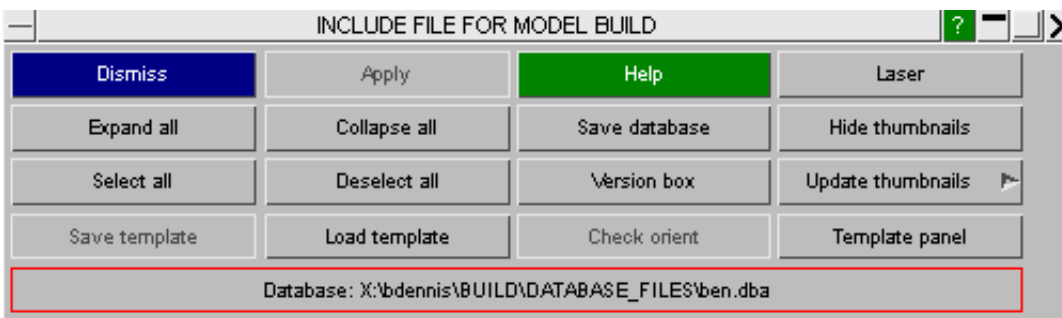 INCLUDE FILE FOR MODEL BUILD ?
Dismiss Apply Help Laser
Expand all Collapse all Save database Hide thumbnails
Select all Deselect all Version box Update thumbnails
Save template Load template Check orient Template panel
Database: X:\bdennis\BUILD\DATABASE_FILES\ben.dba